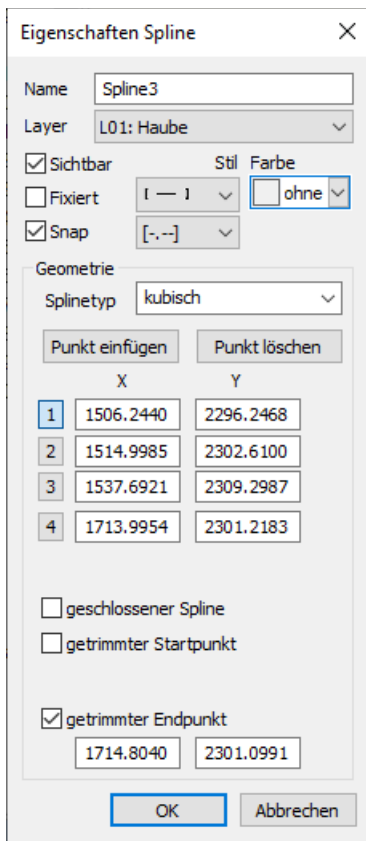 Eigenschaften Spline
Name Spline3
Layer L01: Haube
Sichtbar Stil Farbe
Fixiert [ — ] ohne
Snap [-,--]
Geometrie
Splinetyp kubisch
Punkt einfügen Punkt löschen
X Y
1 1506.2440 2296.2468
2 1514.9985 2302.6100
3 1537.6921 2309.2987
4 1713.9954 2301.2183
geschlossener Spline
getrimmter Startpunkt
getrimmter Endpunkt
1714.8040 2301.0991
OK Abbrechen